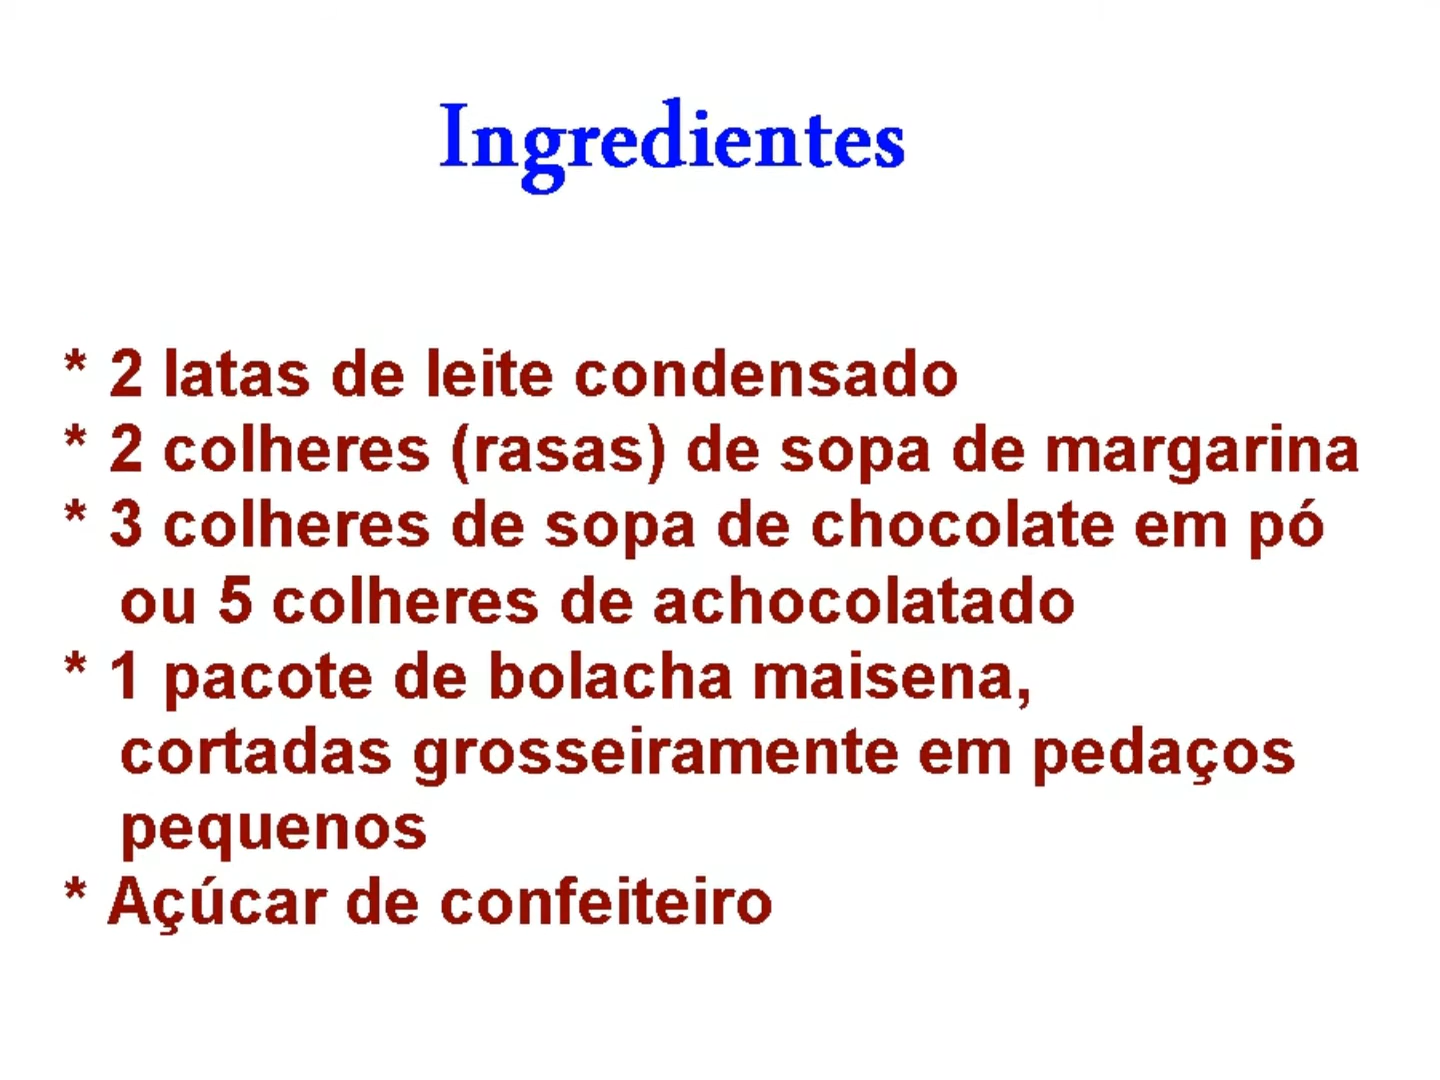 Ingredientes
* 2 latas de leite condensado
* 2 colheres (rasas) de sopa de margarina
* 3 colheres de sopa de chocolate em pó
ou 5 colheres de achocolatado
* 1 pacote de bolacha maisena,
cortadas grosseiramente em pedaços
pequenos
* Açúcar de confeiteiro